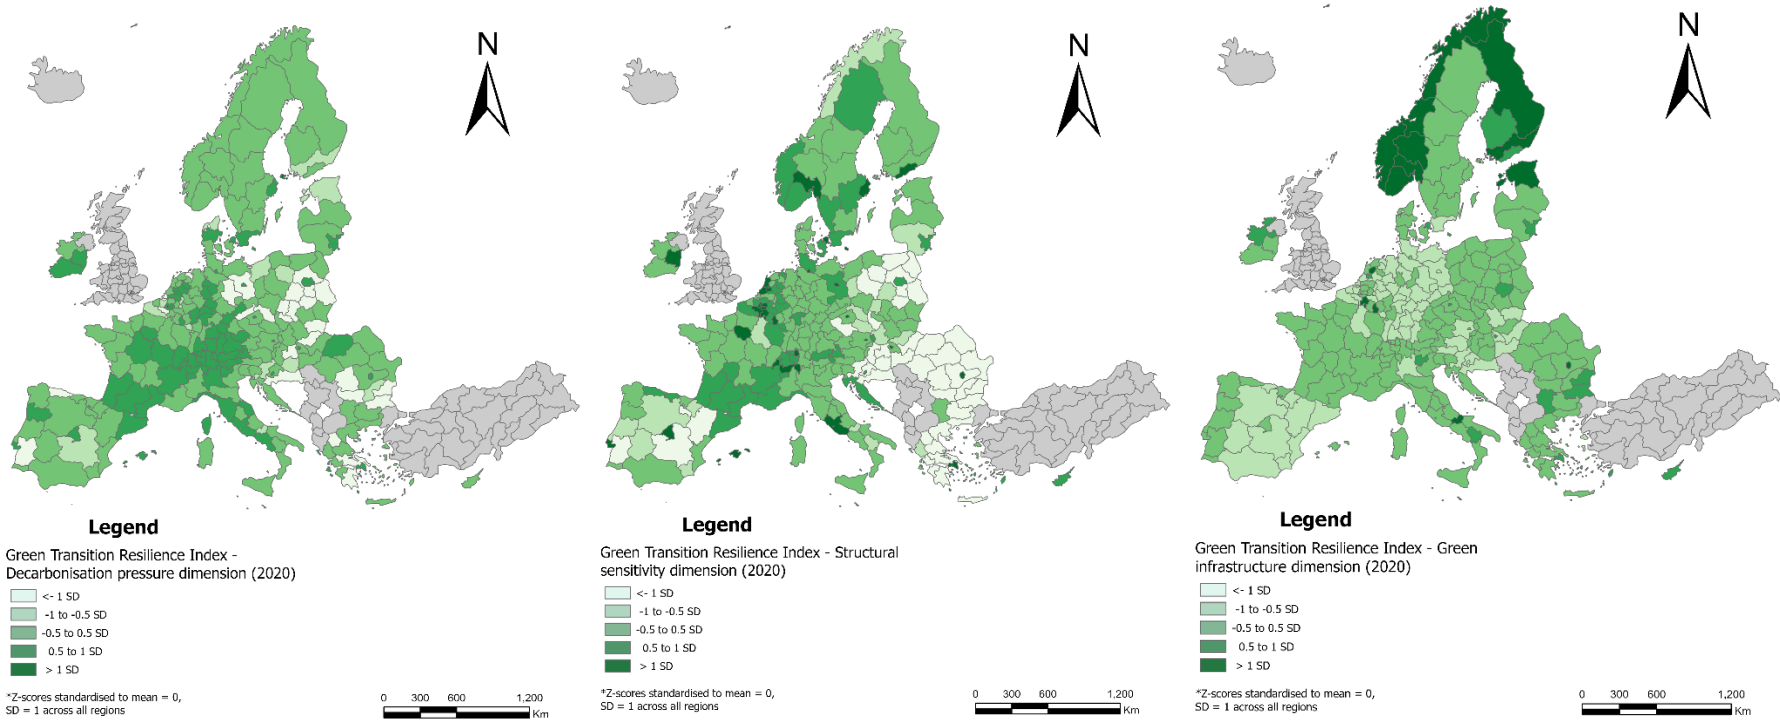 N
Legend
Green Transition Resilience Index -
Decarbonisation pressure dimension (2020)
<- 1 SD
-1 to -0.5 SD
-0.5 to 0.5 SD
0.5 to 1 SD
> 1 SD
*Z-scores standardised to mean = 0,
SD = 1 across all regions
0 300 600 1,200
Km
N
Legend
Green Transition Resilience Index - Structural
sensitivity dimension (2020)
<- 1 SD
-1 to -0.5 SD
-0.5 to 0.5 SD
0.5 to 1 SD
> 1 SD
*Z-scores standardised to mean = 0,
SD = 1 across all regions
0 300 600 1,200
Km
N
Legend
Green Transition Resilience Index - Green
infrastructure dimension (2020)
<- 1 SD
-1 to -0.5 SD
-0.5 to 0.5 SD
0.5 to 1 SD
> 1 SD
*Z-scores standardised to mean = 0,
SD = 1 across all regions
0 300 600 1,200
Km